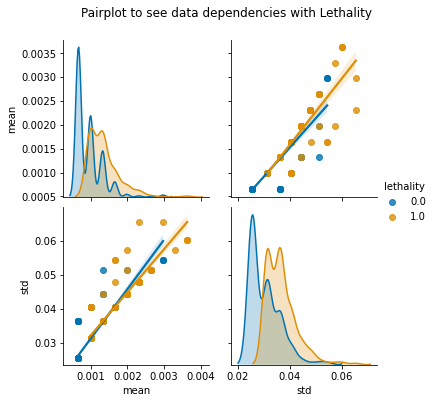 Pairplot to see data dependencies with Lethality
0.0035
0.0030
0.0025
0.0020
0.0015
0.0010
0.0005
mean
lethality
0.0
1.0
0.06
0.05
0.04
0.03
std
0.001 0.002 0.003 0.004
mean
0.02 0.04 0.06
std